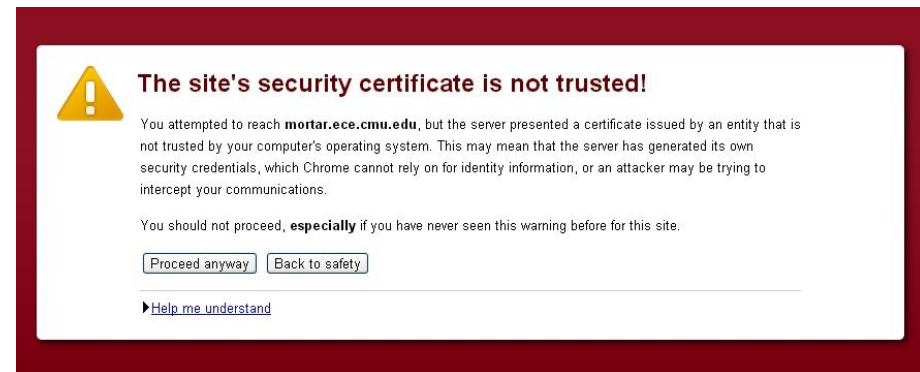 The site's security certificate is not trusted!
You attempted to reach mortar.ece.cmu.edu, but the server presented a certificate issued by an entity that is
not trusted by your computer's operating system. This may mean that the server has generated its own
security credentials, which Chrome cannot rely on for identity information, or an attacker may be trying to
intercept your communications.
You should not proceed, especially if you have never seen this warning before for this site.
Proceed anyway Back to safety
Help me understand